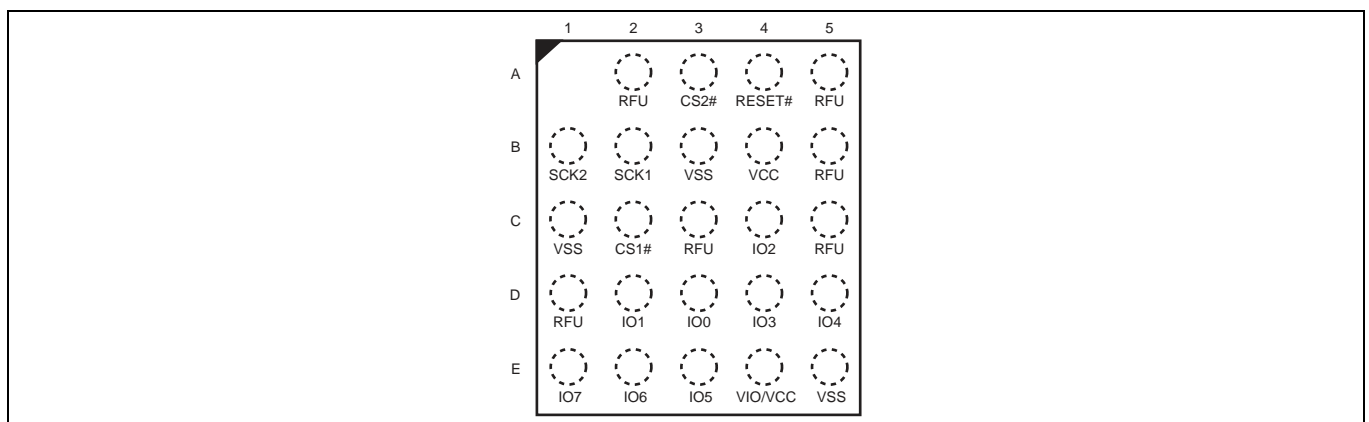 1 2 3 4 5
A
RFU CS2# RESET# RFU
B
SCK2 SCK1 VSS VCC RFU
C
VSS CS1# RFU IO2 RFU
D
RFU IO1 IO0 IO3 IO4
E
IO7 IO6 IO5 VIO/VCC VSS